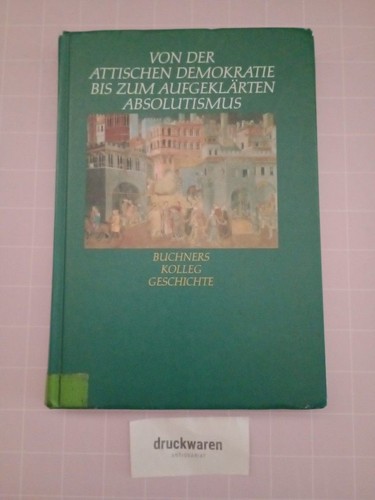 VON DER
ATTISCHEN DEMOKRATIE
BIS ZUM AUFGEKLÄRTEN
ABSOLUTISMUS
BUCHNERS
KOLLEG
GESCHICHTE
druckwaren